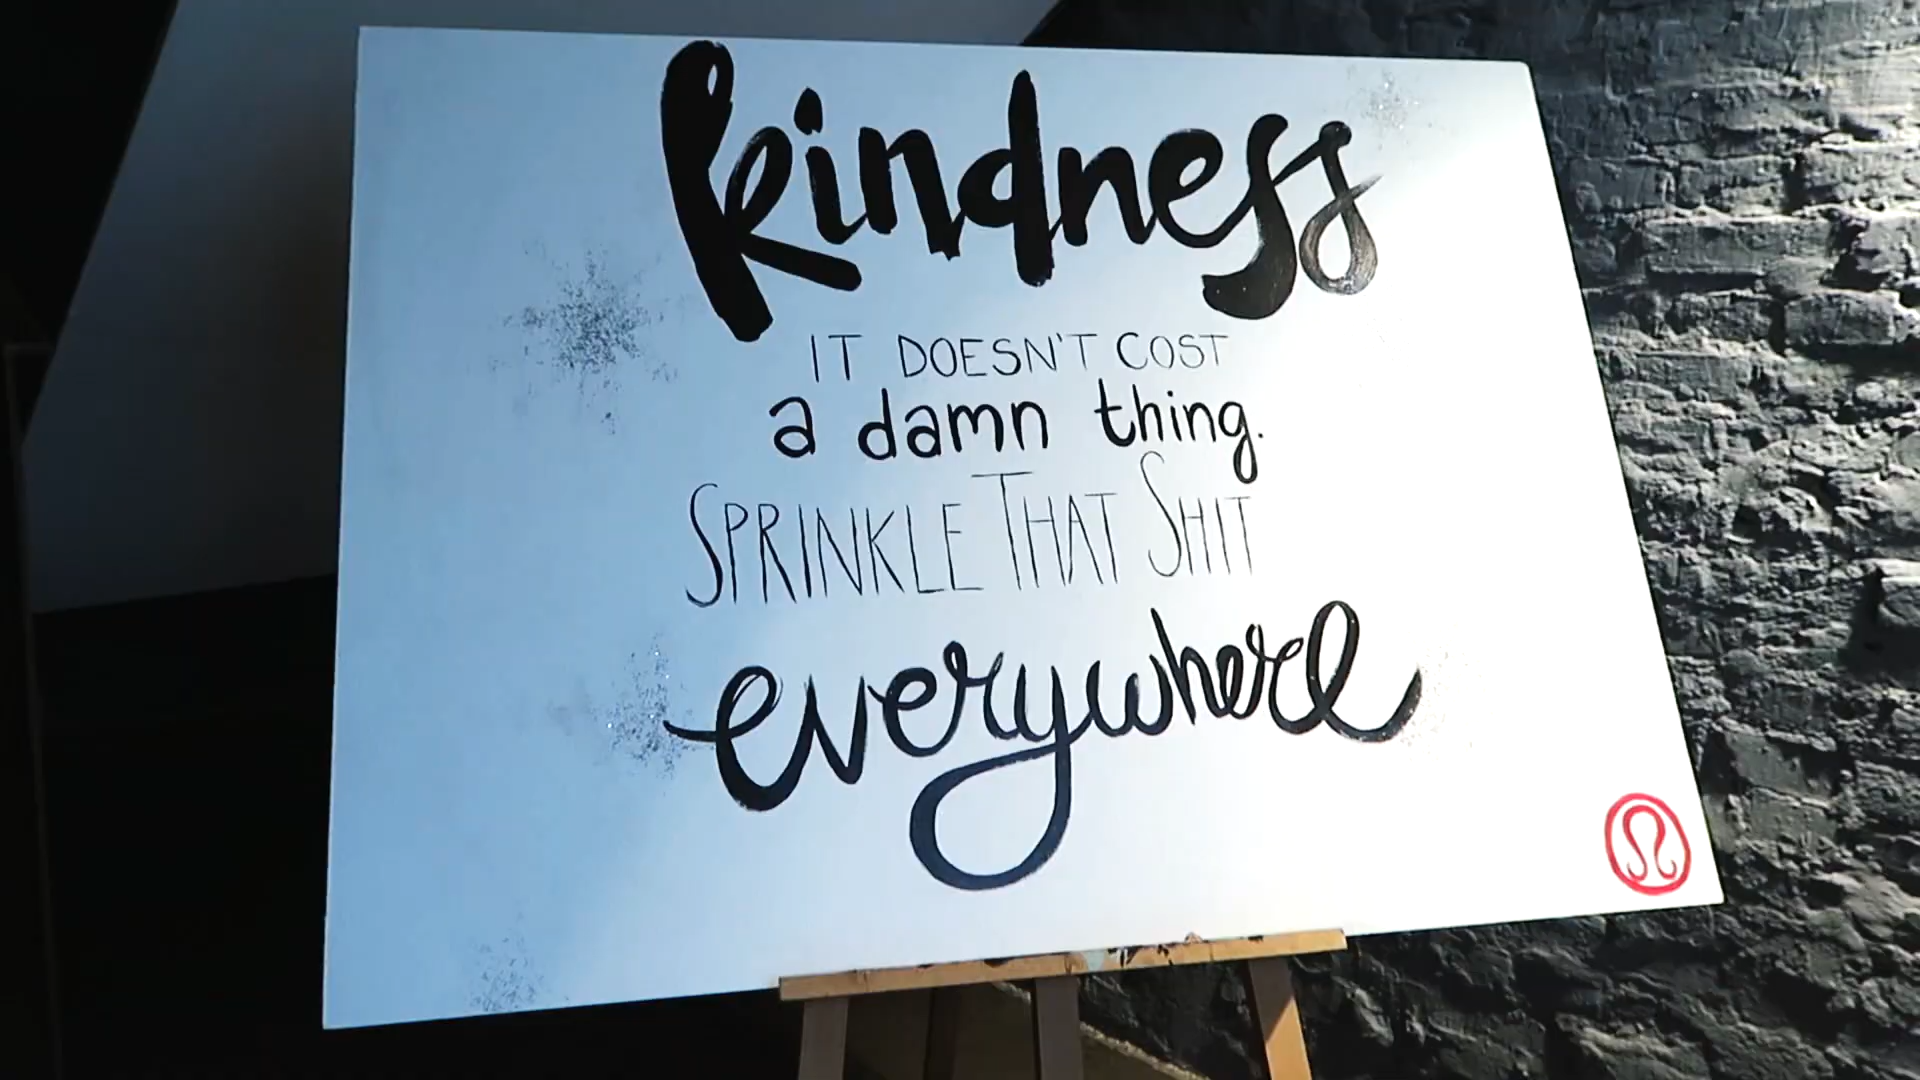 kindness
IT DOESN'T COST
a damn thing.
SPRINKLE THAT SHIT
everywhere